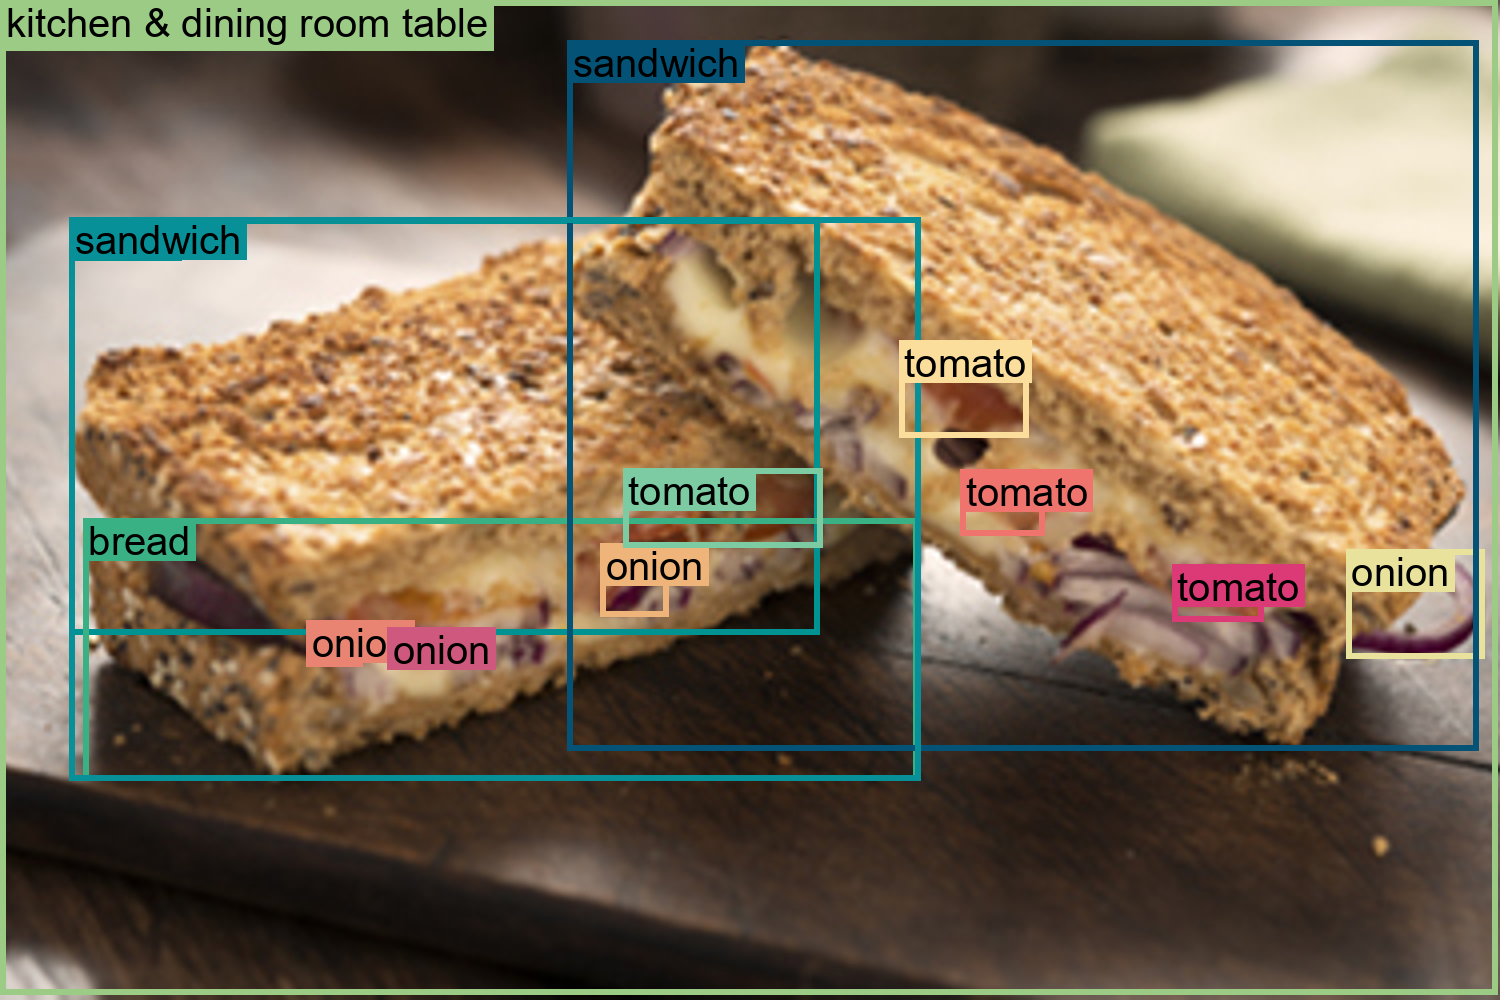 kitchen & dining room table
sandwich
sandwich
tomato
tomato
tomato
bread
onion
onion
tomato
onio
onion